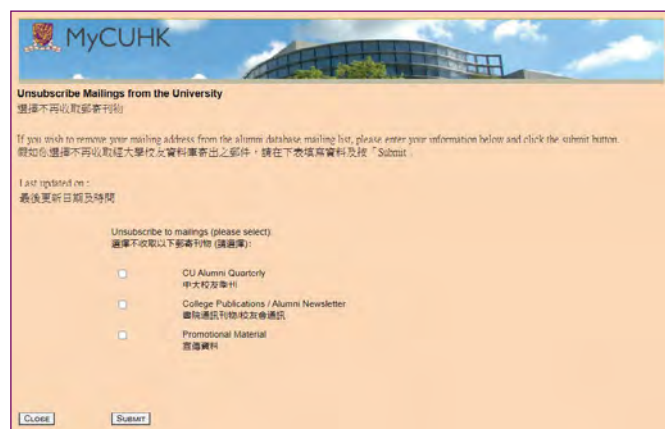 MyCUHK
Unsubscribe Mailings from the University
選擇不再收取郵寄刊物
If you wish to remove your mailing address from the alumni database mailing list, please enter your information below and click the submit button.
假如你選擇不再收取經大學校友資料庫寄出之郵件，請在下表填寫資料及按「Submit」
Last updated on :
最後更新日期及時間
Unsubscribe to mailings (please select):
選擇不收取以下郵寄刊物 (請選擇):
CU Alumni Quarterly
中大校友季刊
College Publications / Alumni Newsletter
書院通訊刊物/校友會通訊
Promotional Material
宣傳資料
CLOSE
SUBMIT